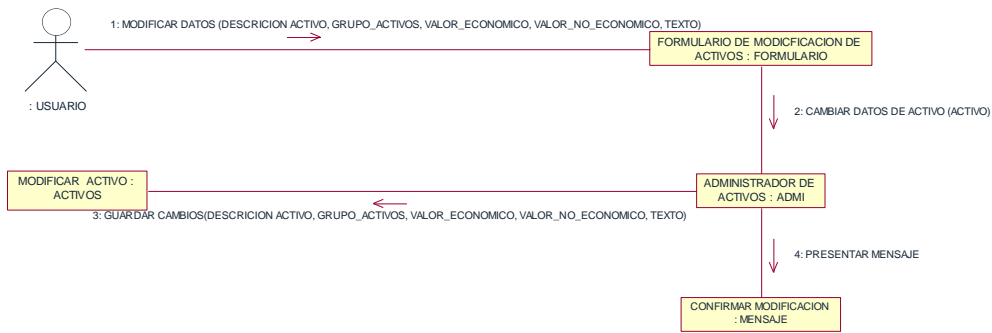 1: MODIFICAR DATOS (DESCRICION ACTIVO, GRUPO_ACTIVOS, VALOR_ECONOMICO, VALOR_NO_ECONOMICO, TEXTO)
FORMULARIO DE MODICFICACION DE
ACTIVOS : FORMULARIO
: USUARIO
2: CAMBIAR DATOS DE ACTIVO (ACTIVO)
MODIFICAR ACTIVO :
ACTIVOS
ADMINISTRADOR DE
ACTIVOS : ADMI
3: GUARDAR CAMBIOS(DESCRICION ACTIVO, GRUPO_ACTIVOS, VALOR_ECONOMICO, VALOR_NO_ECONOMICO, TEXTO)
4: PRESENTAR MENSAJE
CONFIRMAR MODIFICACION
: MENSAJE